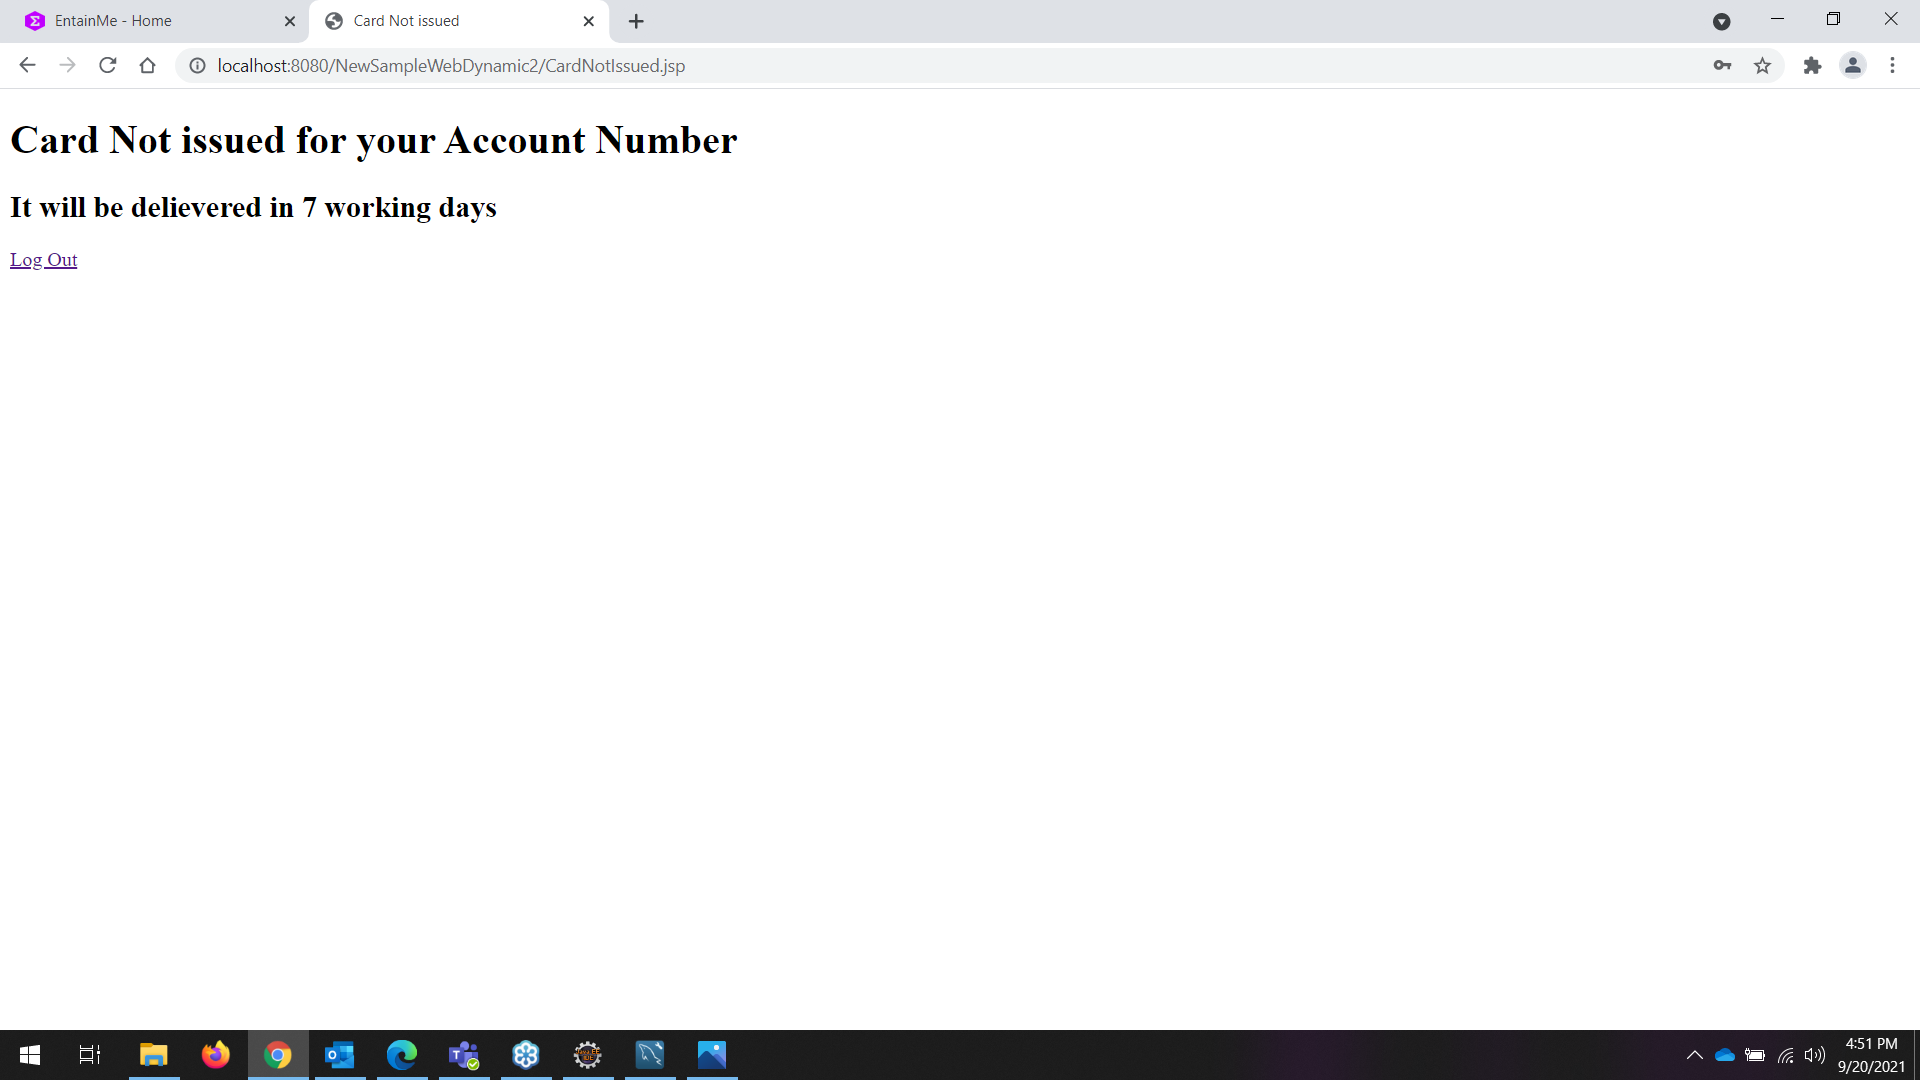 EntainMe - Home
Card Not issued
localhost:8080/NewSampleWebDynamic2/CardNotIssued.jsp
Card Not issued for your Account Number
It will be delievered in 7 working days
Log Out
4:51 PM
9/20/2021